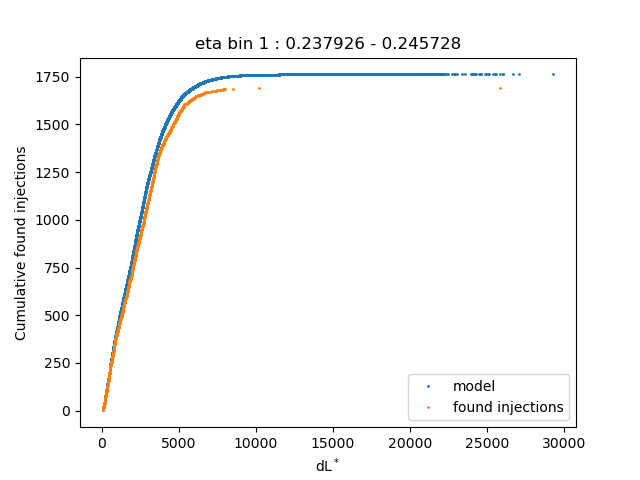 eta bin 1 : 0.237926 - 0.245728
Cumulative found injections
1750
1500
1250
1000
750
500
250
0
model
found injections
0 5000 10000 15000 20000 25000 30000
dL*